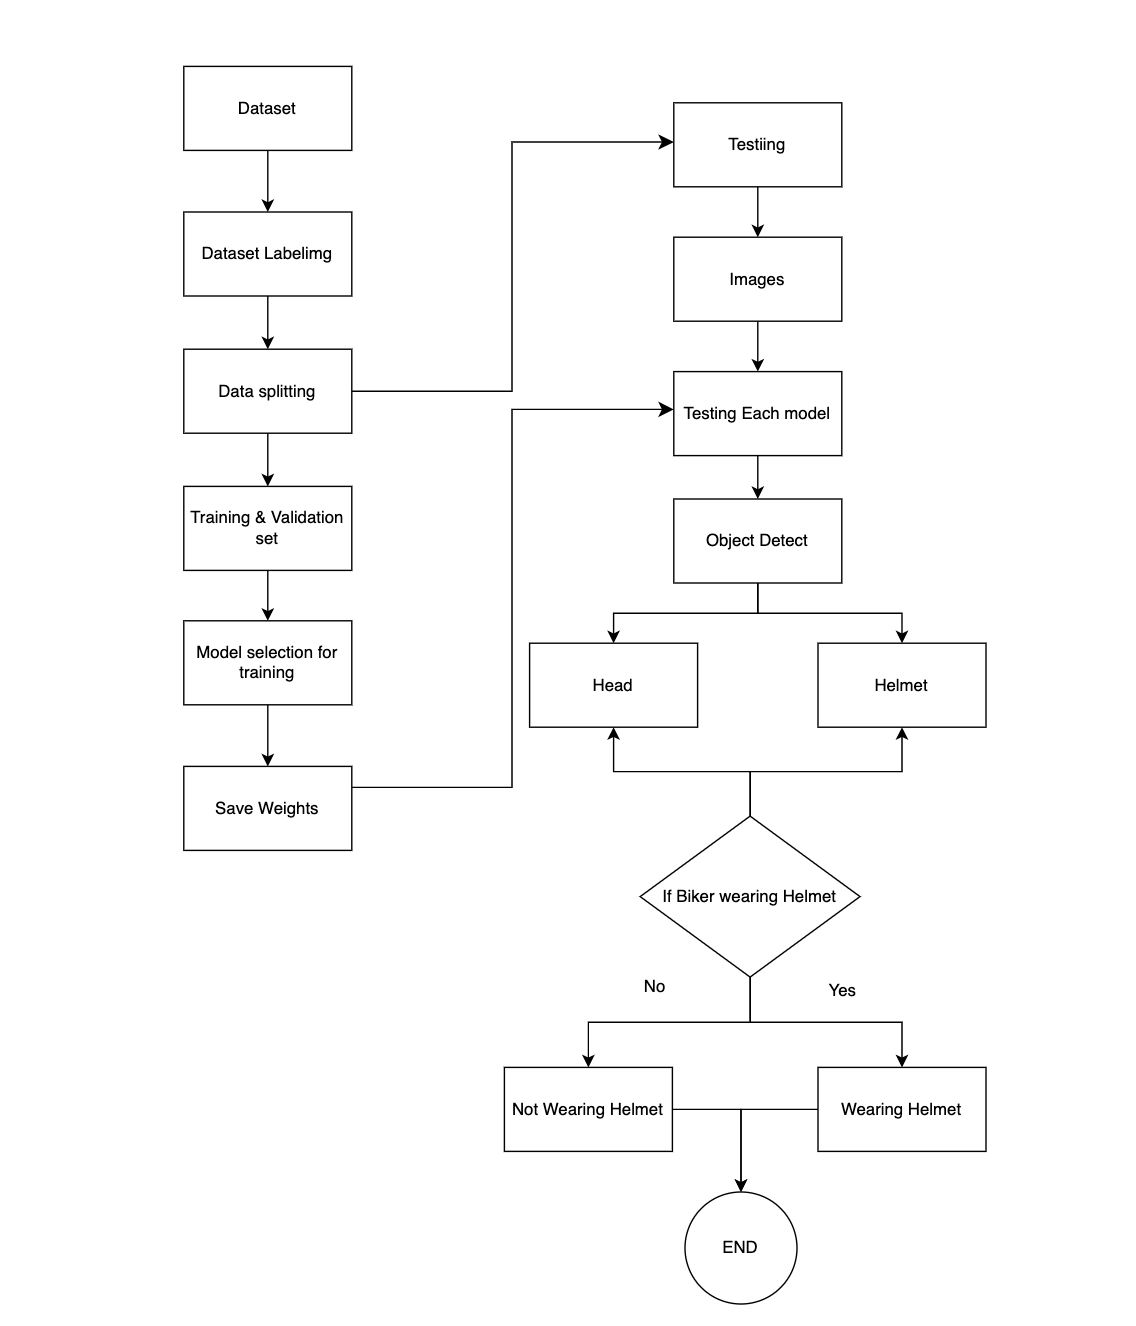 Dataset
Dataset Labelimg
Data splitting
Training & Validation
set
Model selection for
training
Save Weights
Testiing
Images
Testing Each model
Object Detect
Head
Helmet
If Biker wearing Helmet
No
Yes
Not Wearing Helmet
Wearing Helmet
END